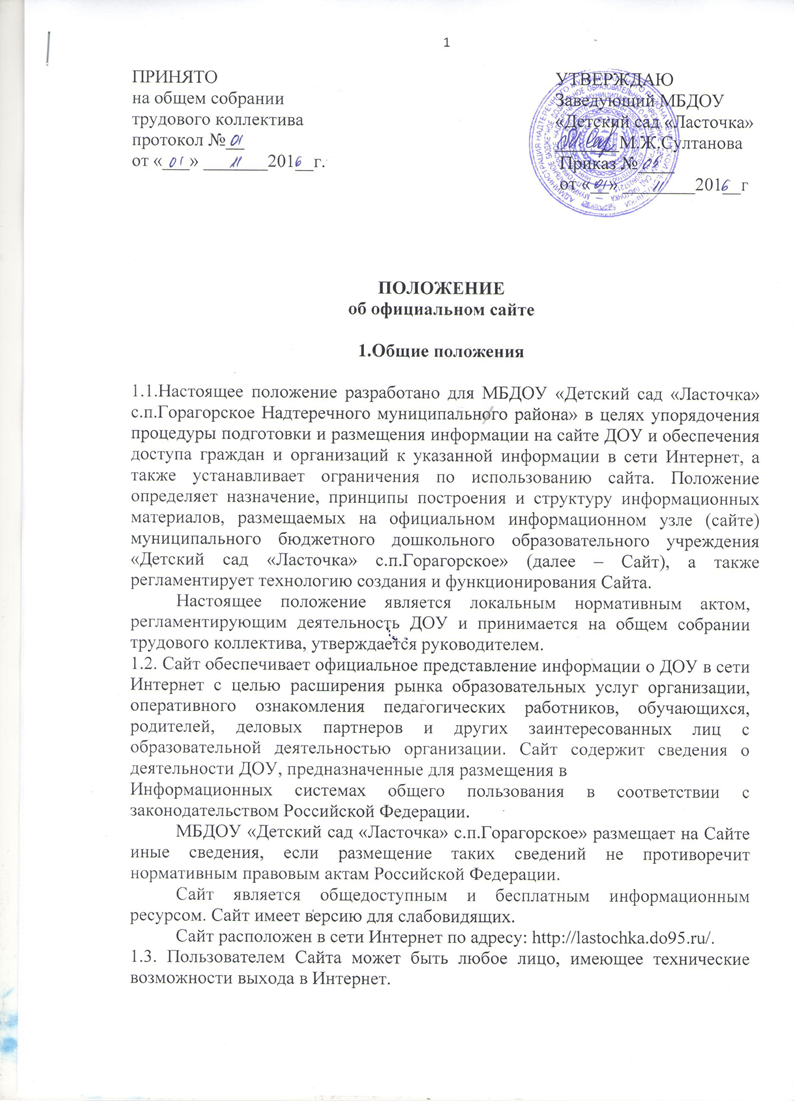 1
ПРИНЯТО
на общем собрании
трудового коллектива
протокол № 01
от «01» 11 2016 г.
УТВЕРЖДАЮ
Заведующий МБДОУ
«Детский сад «Ласточка»
М.Ж.Султанова
Приказ №
от «01» 11 2016 г
ПОЛОЖЕНИЕ
об официальном сайте
1.Общие положения
1.1.Настоящее положение разработано для МБДОУ «Детский сад «Ласточка»
с.п.Горагорское Надтеречного муниципального района» в целях упорядочения
процедуры подготовки и размещения информации на сайте ДОУ и обеспечения
доступа граждан и организаций к указанной информации в сети Интернет, а
также устанавливает ограничения по использованию сайта. Положение
определяет назначение, принципы построения и структуру информационных
материалов, размещаемых на официальном информационном узле (сайте)
муниципального бюджетного дошкольного образовательного учреждения
«Детский сад «Ласточка» с.п.Горагорское» (далее – Сайт), а также
регламентирует технологию создания и функционирования Сайта.
Настоящее положение является локальным нормативным актом,
регламентирующим деятельность ДОУ и принимается на общем собрании
трудового коллектива, утверждается руководителем.
1.2. Сайт обеспечивает официальное представление информации о ДОУ в сети
Интернет с целью расширения рынка образовательных услуг организации,
оперативного ознакомления педагогических работников, обучающихся,
родителей, деловых партнеров и других заинтересованных лиц с
образовательной деятельностью организации. Сайт содержит сведения о
деятельности ДОУ, предназначенные для размещения в
Информационных системах общего пользования в соответствии с
законодательством Российской Федерации.
МБДОУ «Детский сад «Ласточка» с.п.Горагорское» размещает на Сайте
иные сведения, если размещение таких сведений не противоречит
нормативным правовым актам Российской Федерации.
Сайт является общедоступным и бесплатным информационным
ресурсом. Сайт имеет версию для слабовидящих.
Сайт расположен в сети Интернет по адресу: http://lastochka.do95.ru/.
1.3. Пользователем Сайта может быть любое лицо, имеющее технические
возможности выхода в Интернет.